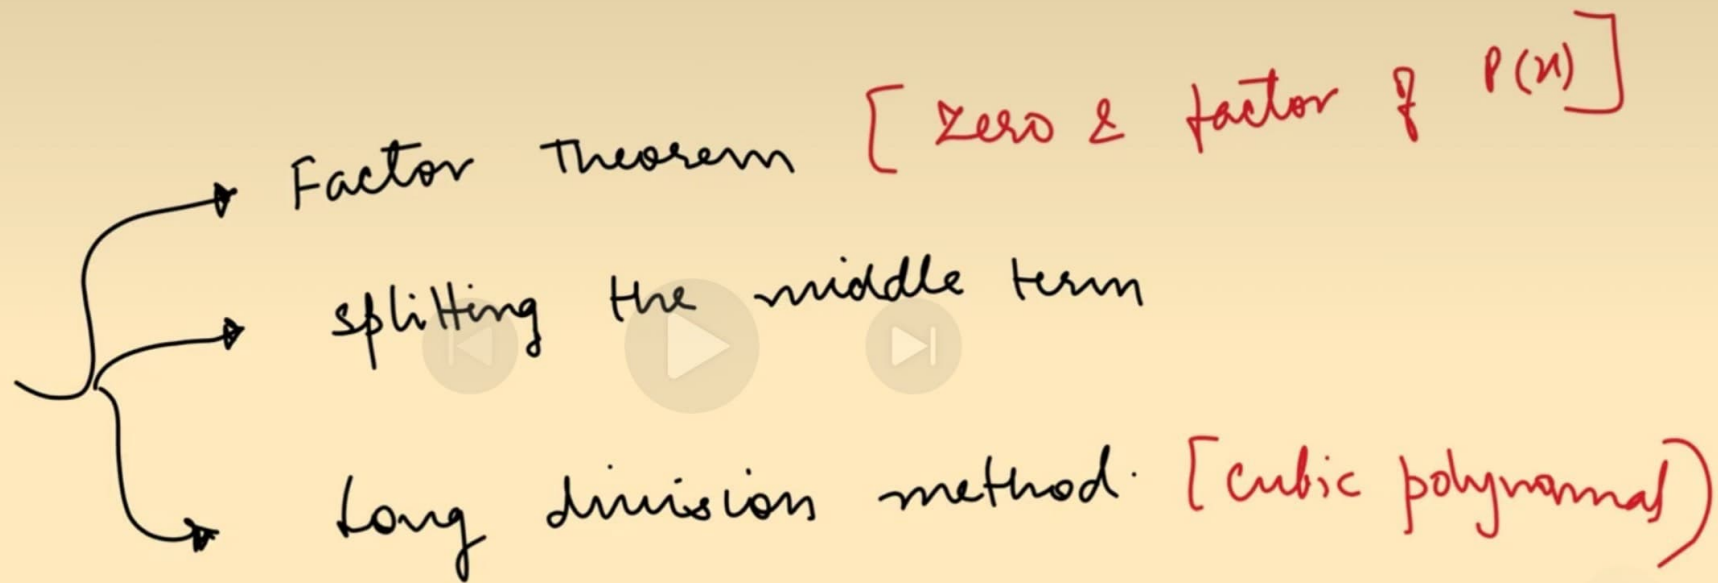 Factor Theorem [Zero & factor of P(x)]
splitting the middle term
Long division method. [cubic polynomial)